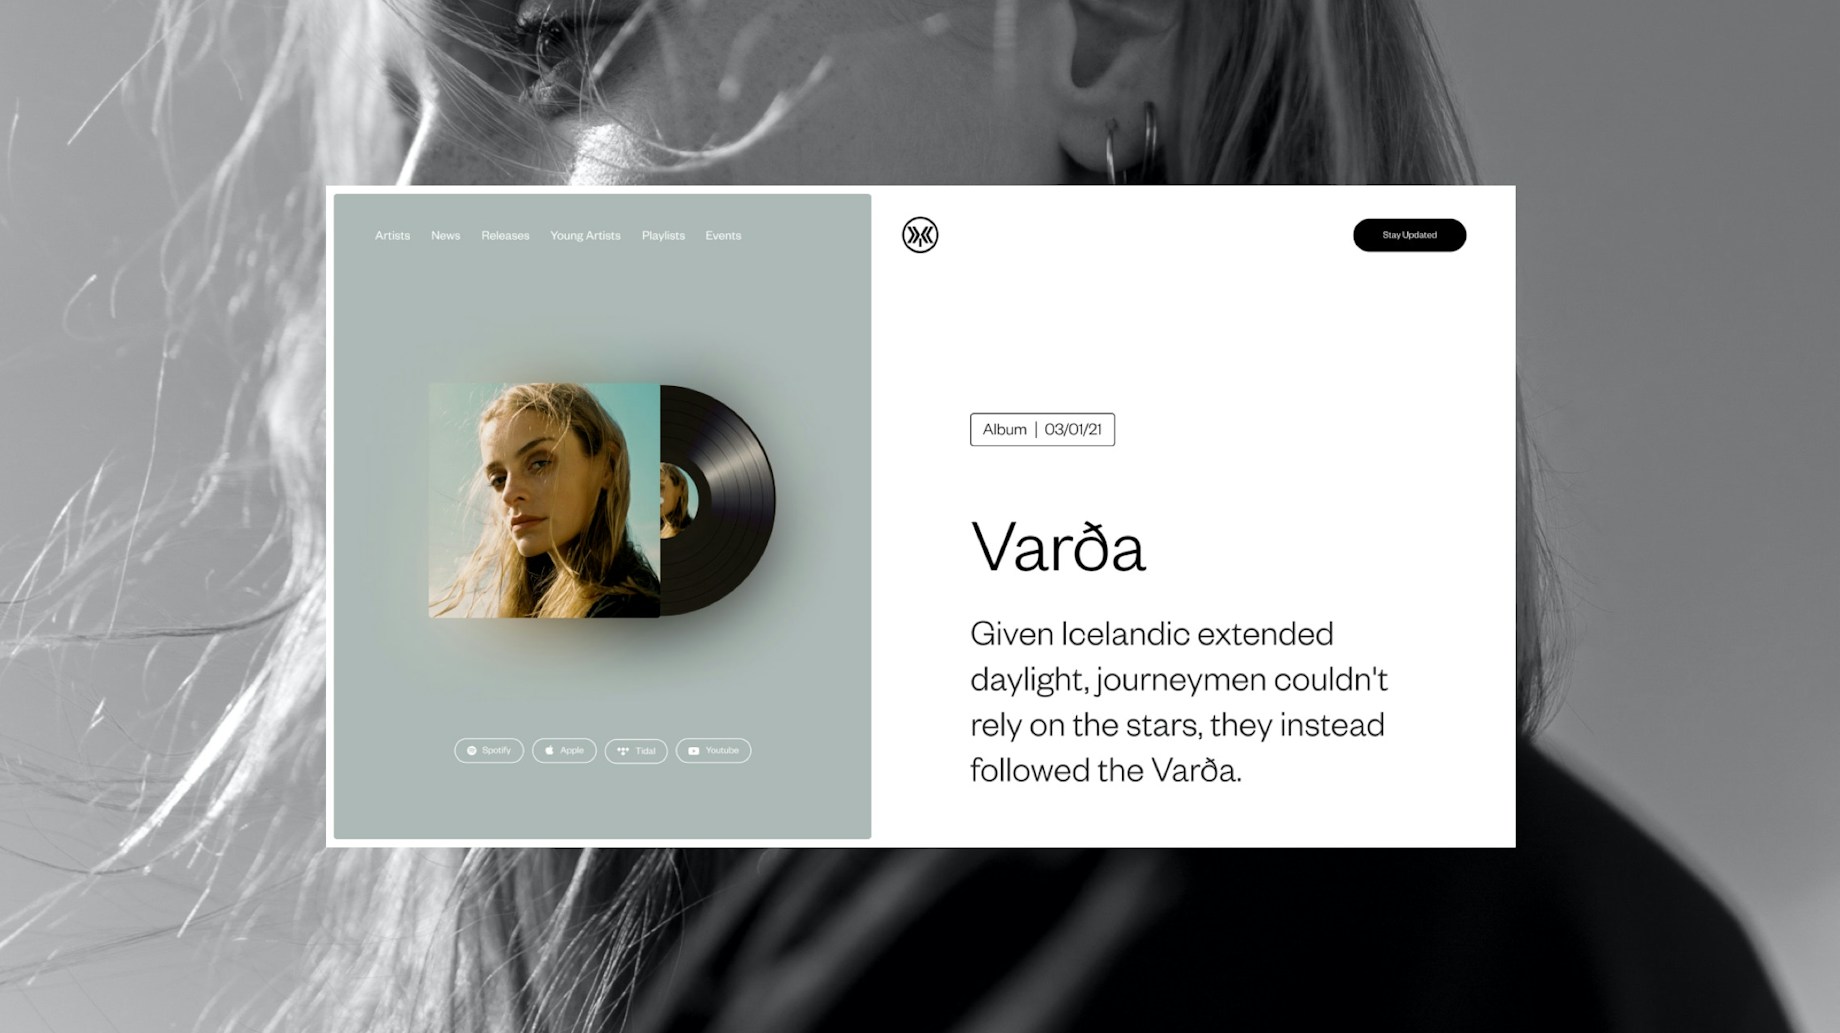 Artists News Releases Young Artists Playlists Events
Stay Updated
Album | 03/01/21
Varða
Given Icelandic extended
daylight, journeymen couldn't
rely on the stars, they instead
followed the Varða.
Spotify Apple Tidal Youtube